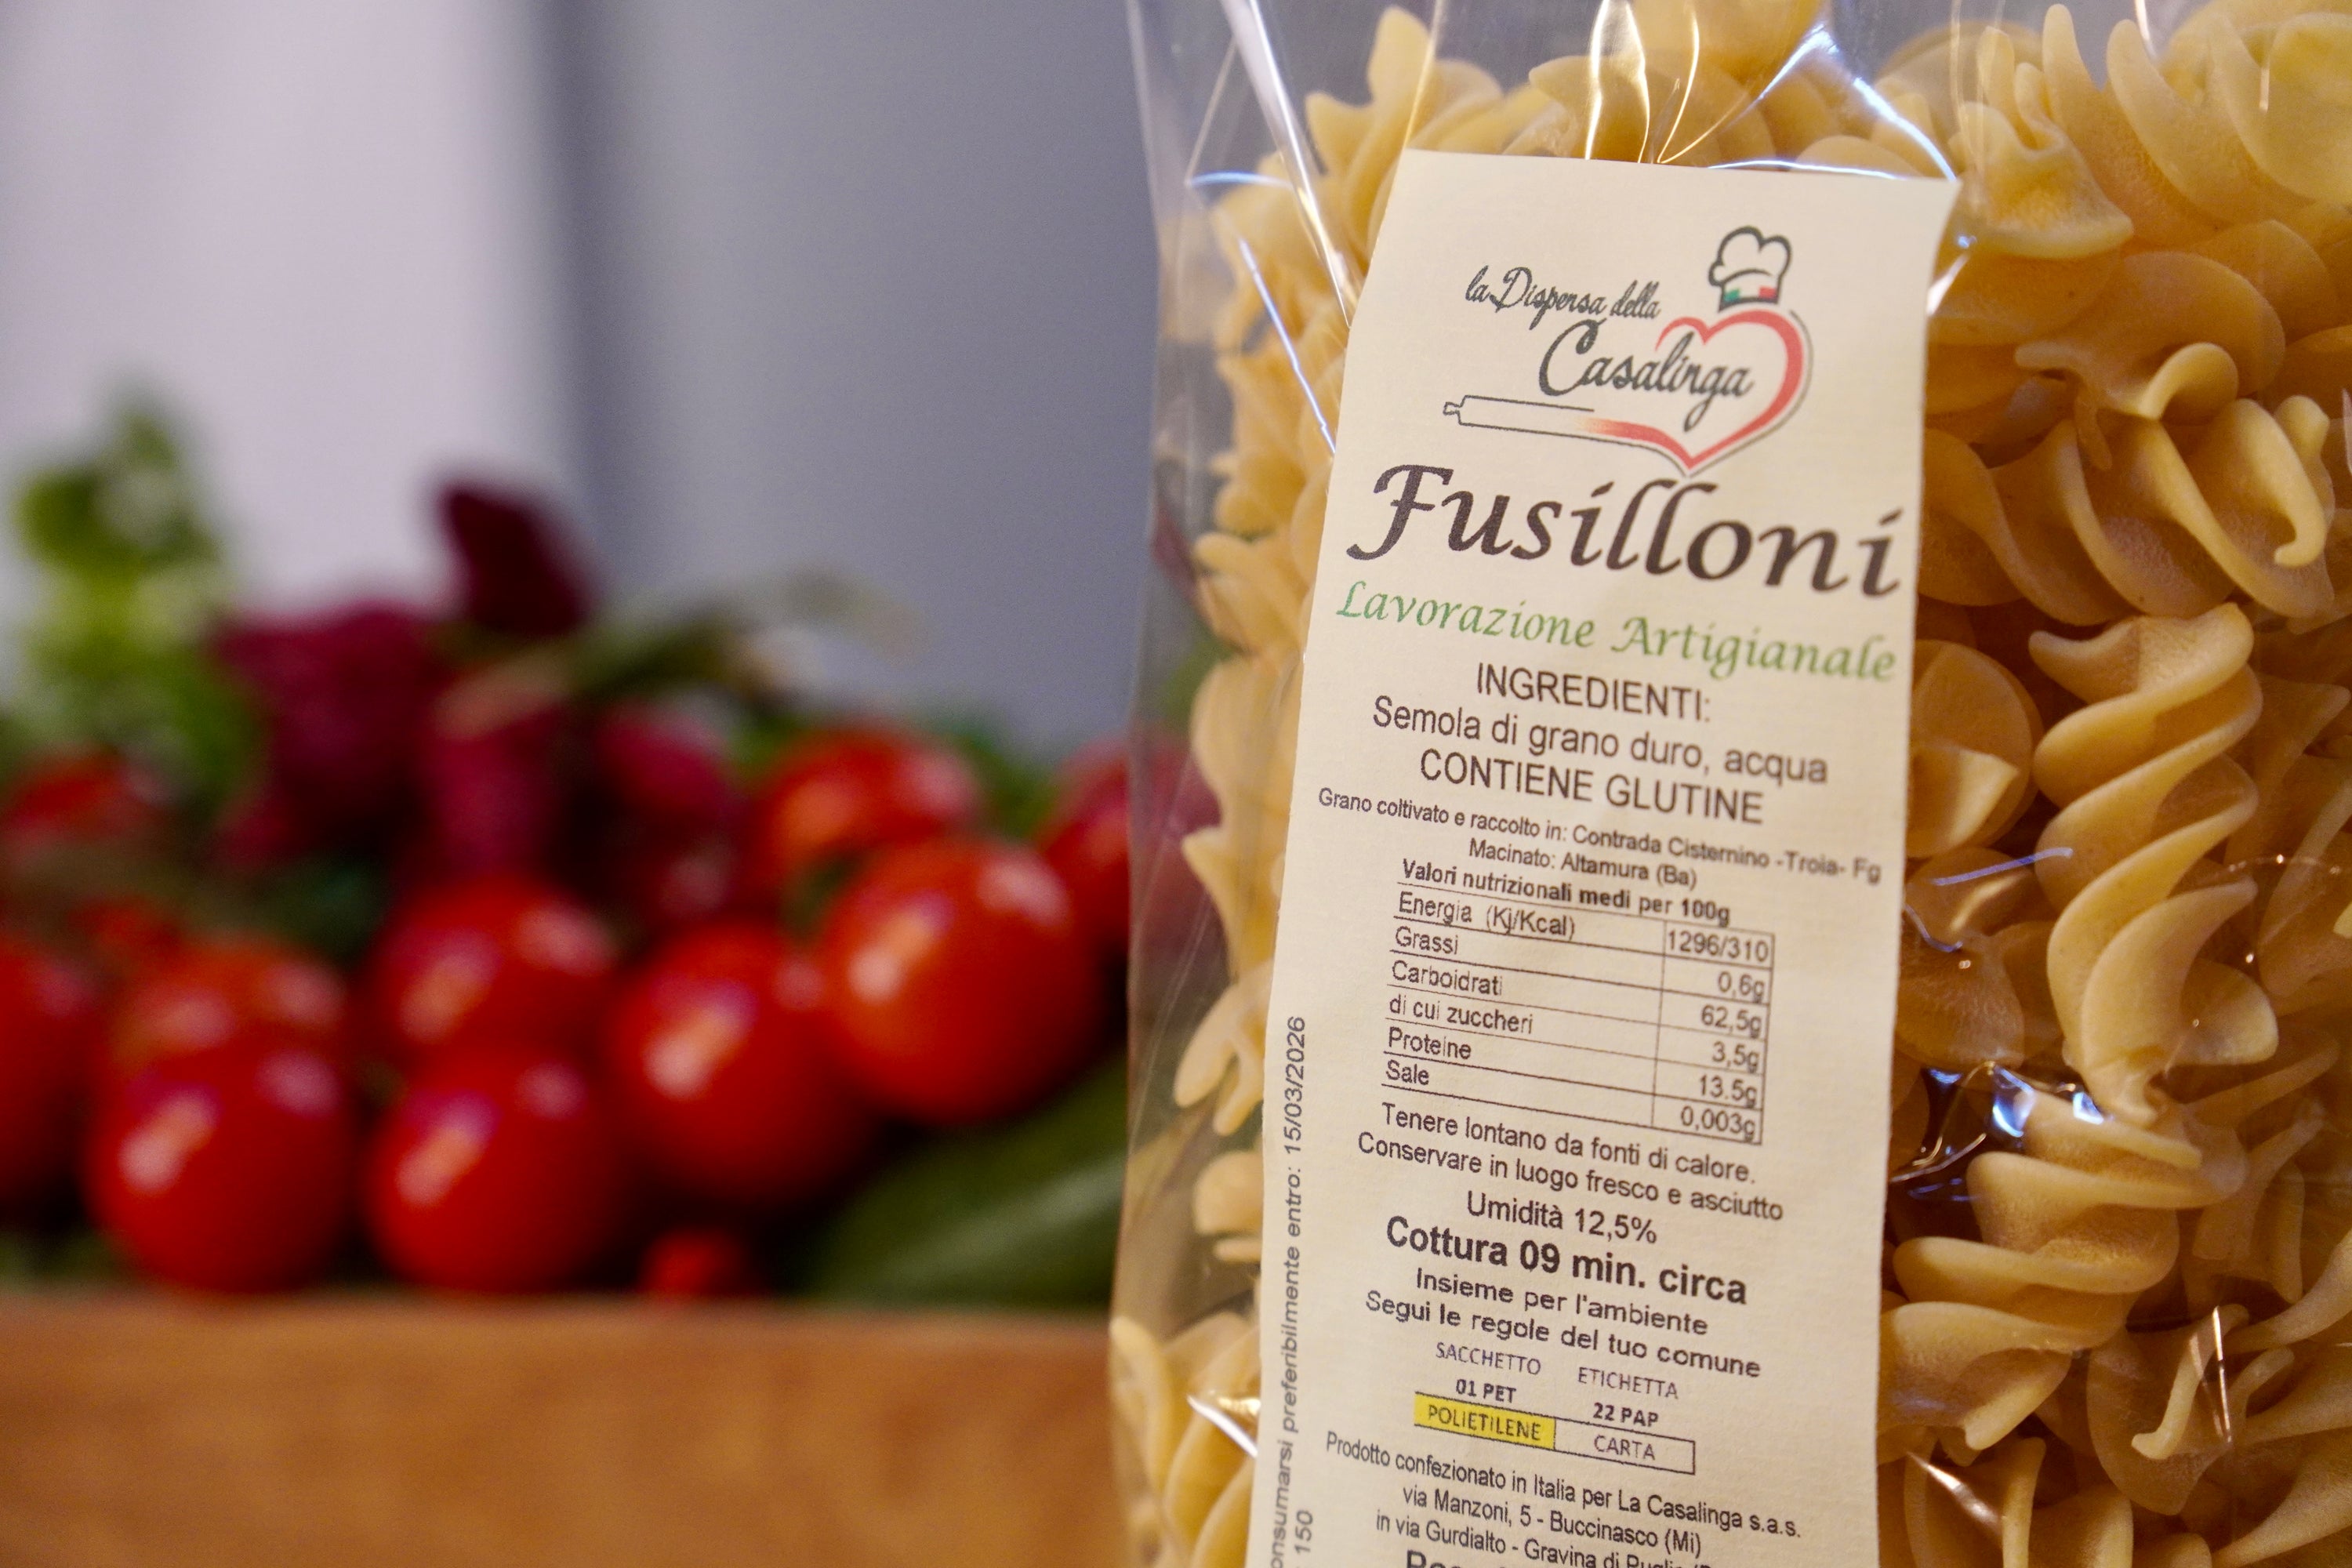 la Dispensa della
Casalinga
Fusilloni
Lavorazione Artigianale
INGREDIENTI:
Semola di grano duro, acqua
CONTIENE GLUTINE
Grano coltivato e raccolto in: Contrada Cisternino -Troia- Fg
Macinato: Altamura (Ba)
Valori nutrizionali medi per 100g
Energia (Kj/Kcal) 1296/310
Grassi 0,6g
Carboidrati 62,5g
di cui zuccheri 3,5g
Proteine 13.5g
Sale 0,003g
Tenere lontano da fonti di calore.
Conservare in luogo fresco e asciutto
Umidità 12,5%
Cottura 09 min. circa
Insieme per l'ambiente
Segui le regole del tuo comune
SACCHETTO ETICHETTA
01 PET 22 PAP
POLIETILENE CARTA
Prodotto confezionato in Italia per La Casalinga s.a.s.
via Manzoni, 5 - Buccinasco (Mi)
in via Gurdialto - Gravina di Puglia
onsumarsi preferibilmente entro: 15/03/2026
150